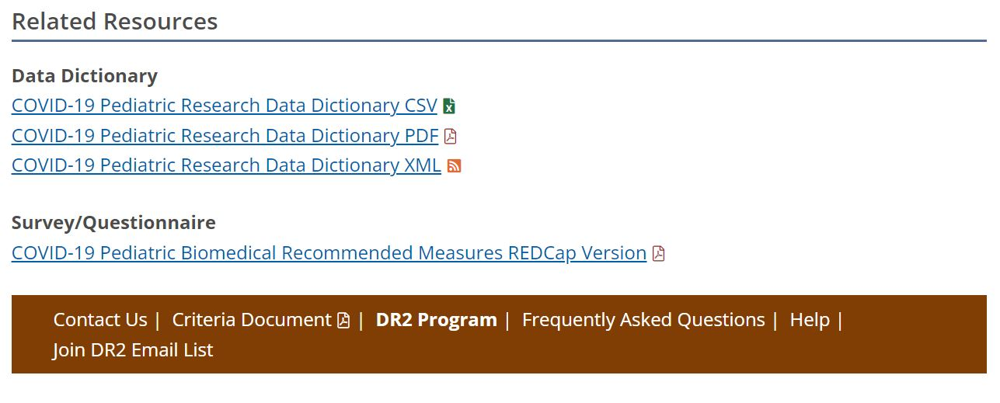 Related Resources
Data Dictionary
COVID-19 Pediatric Research Data Dictionary CSV
COVID-19 Pediatric Research Data Dictionary PDF
COVID-19 Pediatric Research Data Dictionary XML
Survey/Questionnaire
COVID-19 Pediatric Biomedical Recommended Measures REDCap Version
Contact Us | Criteria Document | DR2 Program | Frequently Asked Questions | Help |
Join DR2 Email List